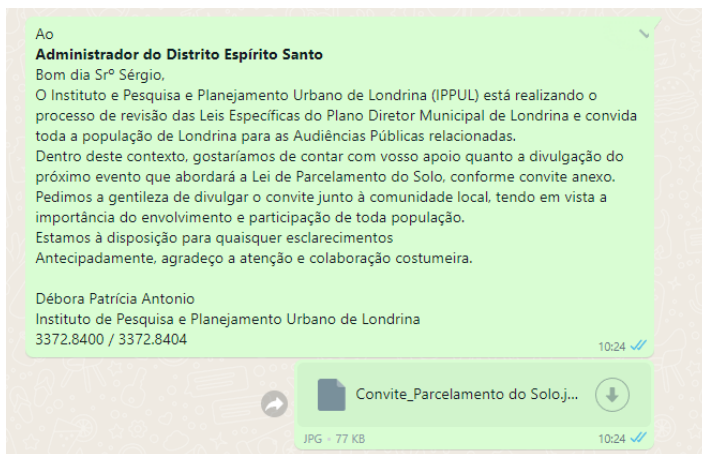 Ao
Administrador do Distrito Espírito Santo
Bom dia Srº Sérgio,
O Instituto e Pesquisa e Planejamento Urbano de Londrina (IPPUL) está realizando o
processo de revisão das Leis Específicas do Plano Diretor Municipal de Londrina e convida
toda a população de Londrina para as Audiências Públicas relacionadas.
Dentro deste contexto, gostaríamos de contar com vosso apoio quanto a divulgação do
próximo evento que abordará a Lei de Parcelamento do Solo, conforme convite anexo.
Pedimos a gentileza de divulgar o convite junto à comunidade local, tendo em vista a
importância do envolvimento e participação de toda população.
Estamos à disposição para quaisquer esclarecimentos
Antecipadamente, agradeço a atenção e colaboração costumeira.
Débora Patrícia Antonio
Instituto de Pesquisa e Planejamento Urbano de Londrina
3372.8400 / 3372.8404
10:24
Convite_Parcelamento do Solo.j...
JPG • 77 KB
10:24